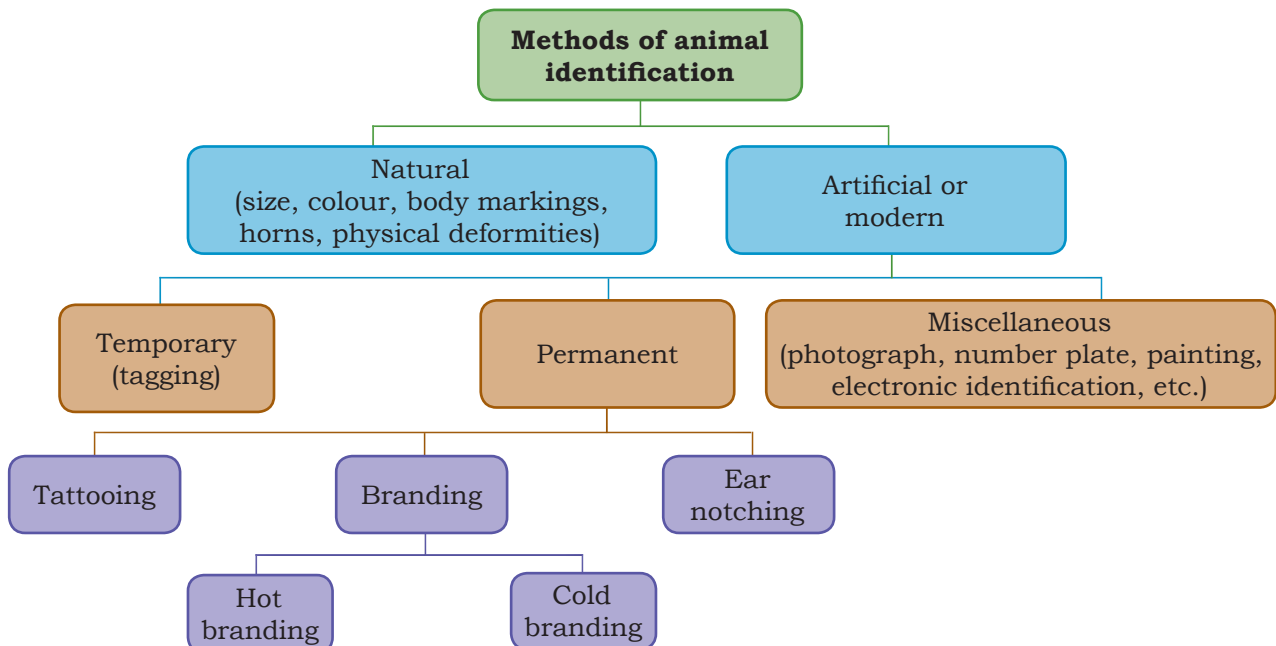 Methods of animal
identification
Natural
(size, colour, body markings,
horns, physical deformities)
Artificial or
modern
Temporary
(tagging)
Permanent
Miscellaneous
(photograph, number plate, painting,
electronic identification, etc.)
Tattooing
Branding
Ear
notching
Hot
branding
Cold
branding